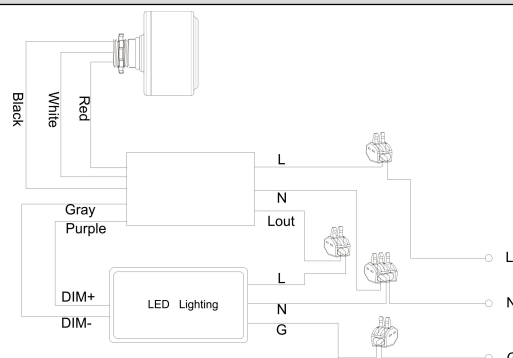 Black
White
Red
L
N
Lout
Gray
Purple
L
L
DIM+
LED Lighting
N
N
DIM-
G